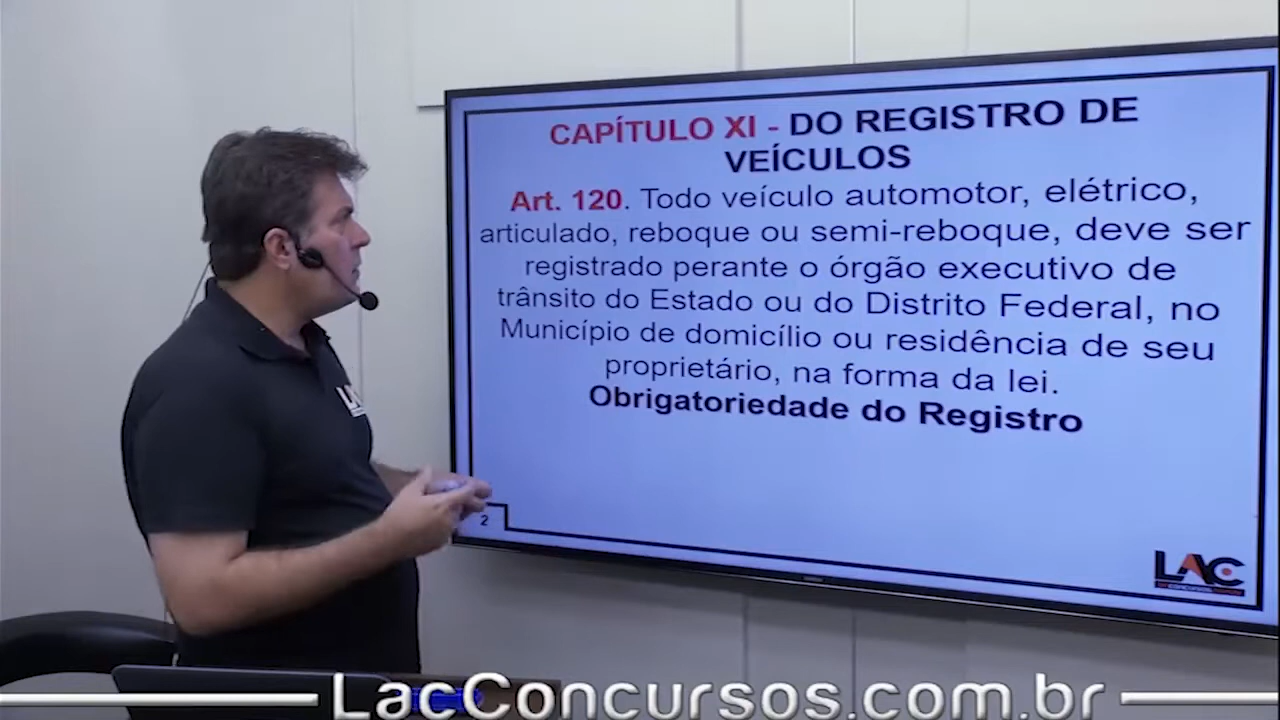 CAPÍTULO XI - DO REGISTRO DE
VEÍCULOS
Art. 120. Todo veículo automotor, elétrico,
articulado, reboque ou semi-reboque, deve ser
registrado perante o órgão executivo de
trânsito do Estado ou do Distrito Federal, no
Município de domicílio ou residência de seu
proprietário, na forma da lei.
Obrigatoriedade do Registro
2
LAC
LacConcursos.com.br